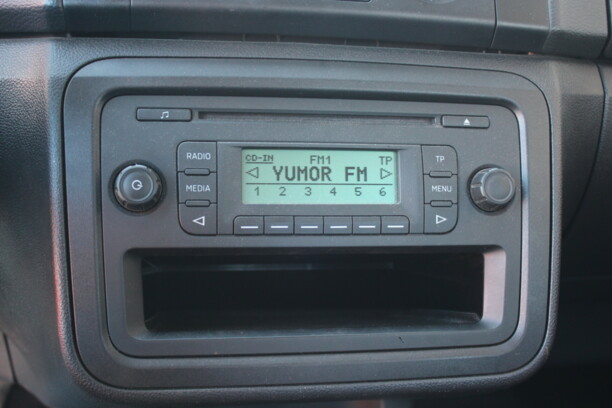 CD-IN FM1 TP
YUMOR FM
1 2 3 4 5 6
RADIO
MEDIA
TP
MENU